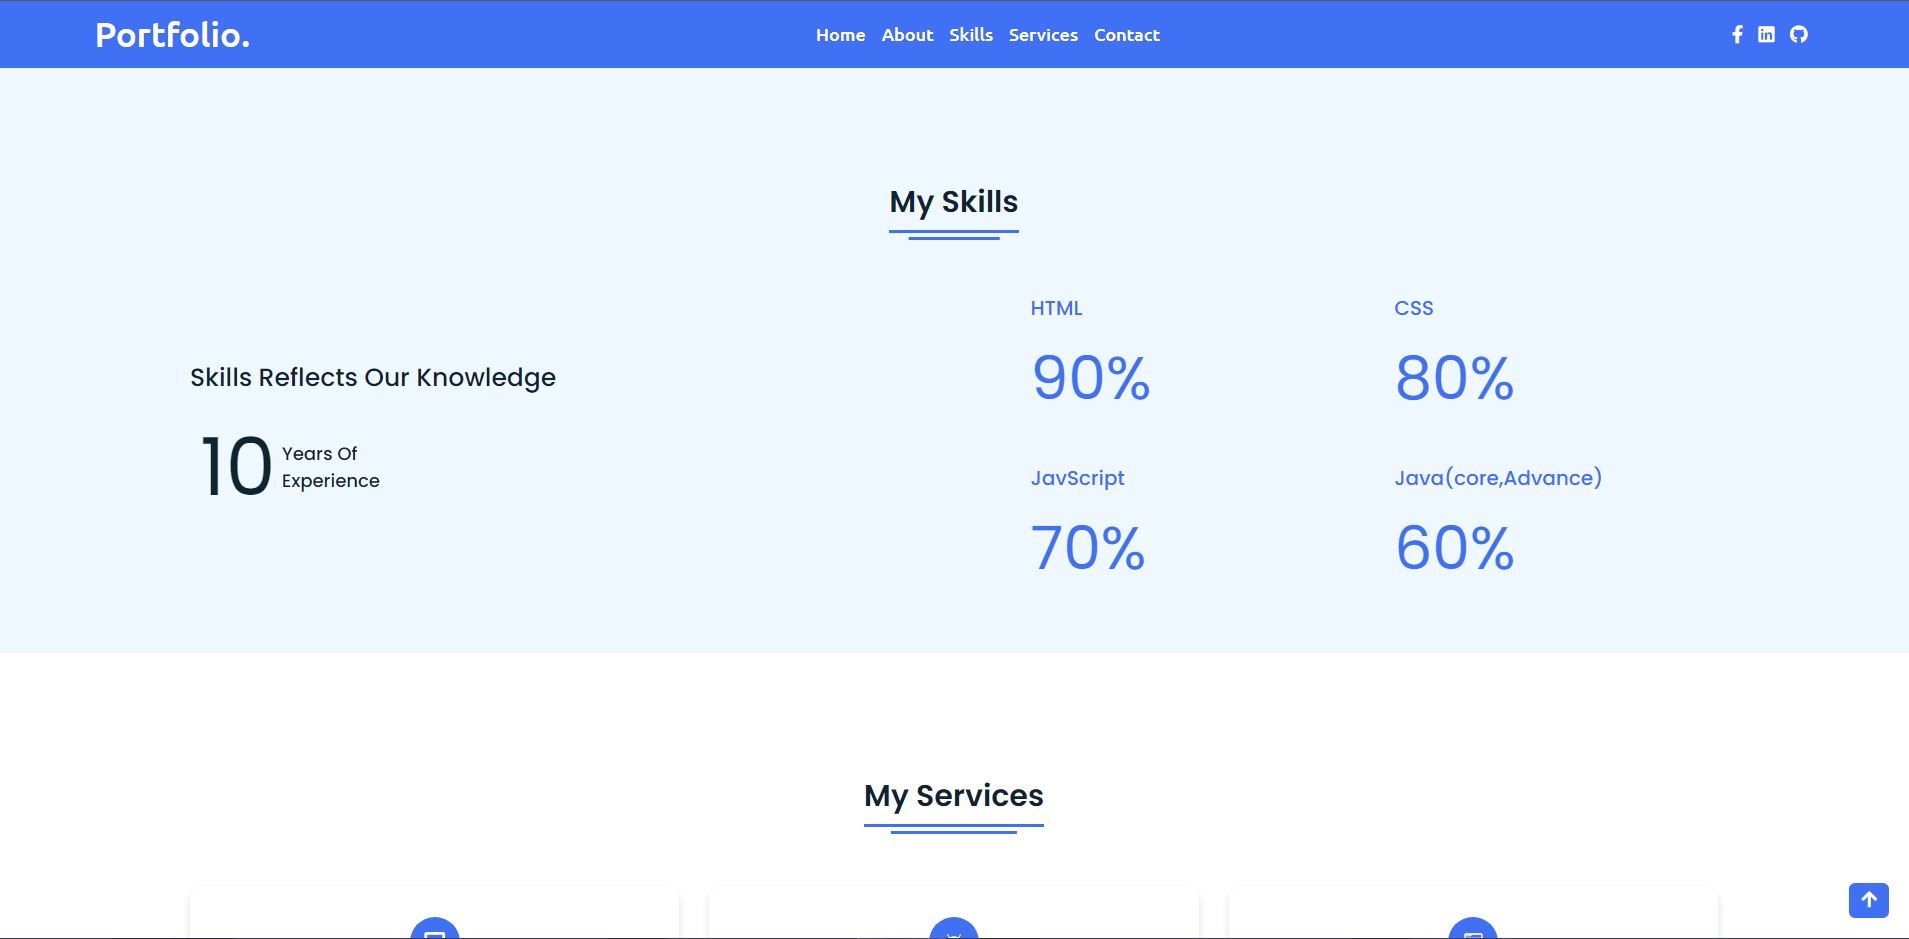 Portfolio.
Home About Skills Services Contact
My Skills
Skills Reflects Our Knowledge
10 Years Of
Experience
HTML
90%
CSS
80%
JavScript
70%
Java(core,Advance)
60%
My Services